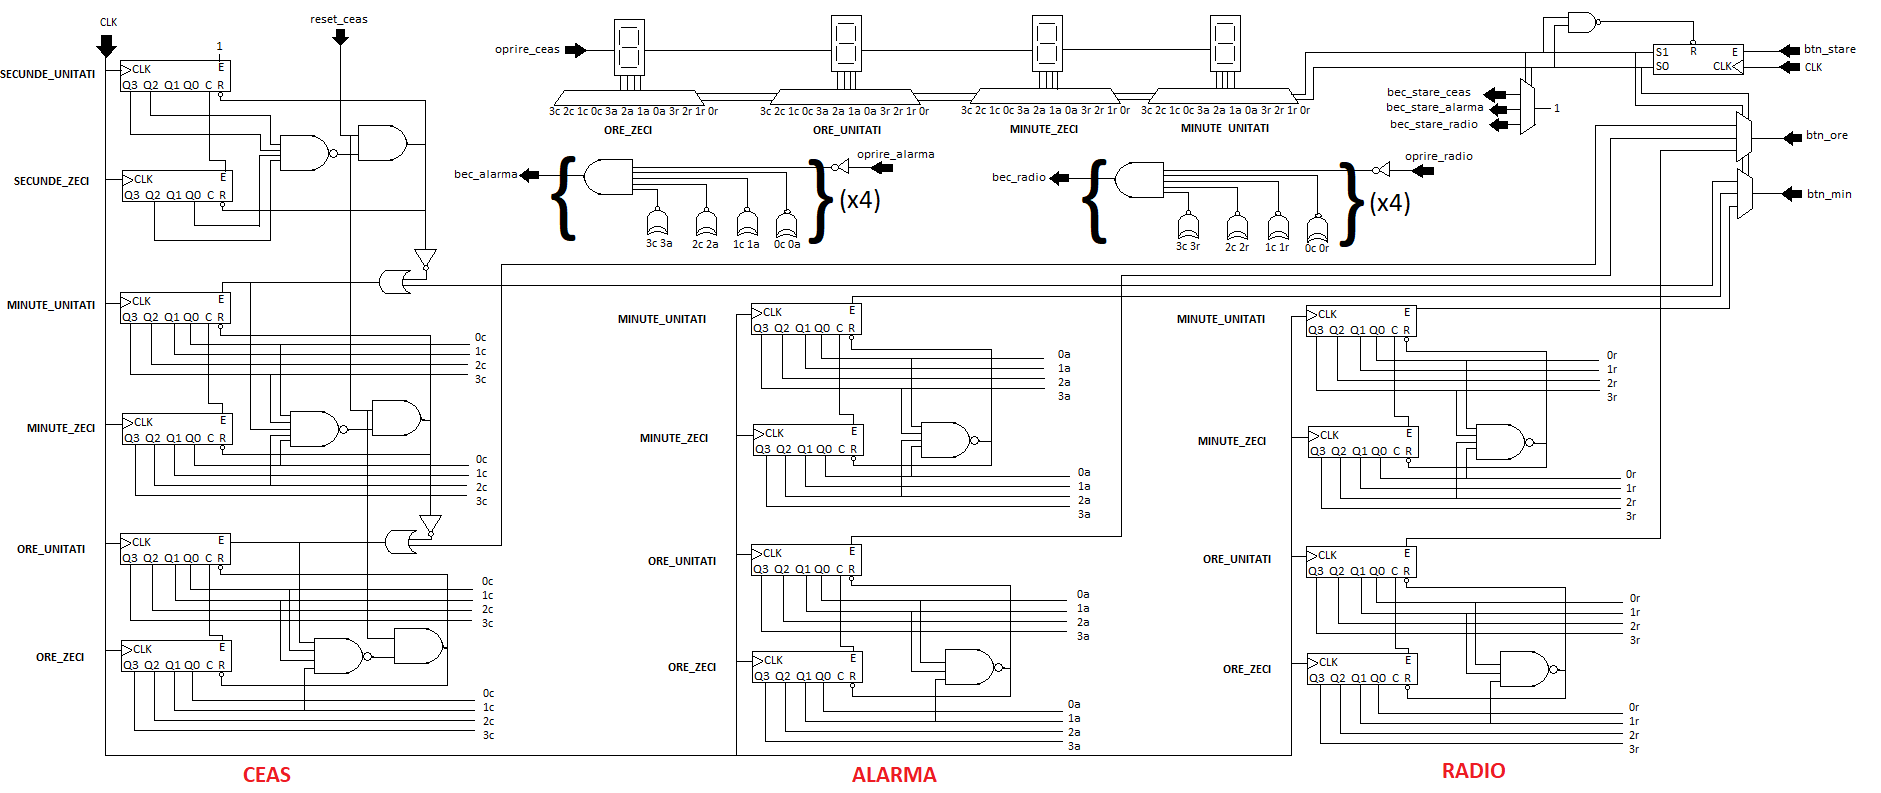 CLK
reset_ceas
1
SECUNDE_UNITATI
CLK E
Q3 Q2 Q1 Q0 C R
SECUNDE_ZECI
CLK E
Q3 Q2 Q1 Q0 C R
MINUTE_UNITATI
CLK E
Q3 Q2 Q1 Q0 C R
0c
1c
2c
3c
MINUTE_ZECI
CLK E
Q3 Q2 Q1 Q0 C R
0c
1c
2c
3c
ORE_UNITATI
CLK E
Q3 Q2 Q1 Q0 C R
0c
1c
2c
3c
ORE_ZECI
CLK E
Q3 Q2 Q1 Q0 C R
0c
1c
2c
3c
CEAS
oprire_ceas
3c 2c 1c 0c 3a 2a 1a 0a 3r 2r 1r 0r
ORE_ZECI
3c 2c 1c 0c 3a 2a 1a 0a 3r 2r 1r 0r
ORE_UNITATI
3c 2c 1c 0c 3a 2a 1a 0a 3r 2r 1r 0r
MINUTE_ZECI
3c 2c 1c 0c 3a 2a 1a 0a 3r 2r 1r 0r
MINUTE UNITATI
bec_alarma
oprire_alarma
{ } (x4)
3c 3a 2c 2a 1c 1a 0c 0a
bec_radio
oprire_radio
{ } (x4)
3c 3r 2c 2r 1c 1r 0c 0r
S1 R E
S0 CLK
btn_stare
CLK
bec_stare_ceas
bec_stare_alarma
bec_stare_radio
1
btn_ore
btn_min
MINUTE_UNITATI
CLK E
Q3 Q2 Q1 Q0 C R
0a
1a
2a
3a
MINUTE_ZECI
CLK E
Q3 Q2 Q1 Q0 C R
0a
1a
2a
3a
ORE_UNITATI
CLK E
Q3 Q2 Q1 Q0 C R
0a
1a
2a
3a
ORE_ZECI
CLK E
Q3 Q2 Q1 Q0 C R
0a
1a
2a
3a
ALARMA
MINUTE_UNITATI
CLK E
Q3 Q2 Q1 Q0 C R
0r
1r
2r
3r
MINUTE_ZECI
CLK E
Q3 Q2 Q1 Q0 C R
0r
1r
2r
3r
ORE_UNITATI
CLK E
Q3 Q2 Q1 Q0 C R
0r
1r
2r
3r
ORE_ZECI
CLK E
Q3 Q2 Q1 Q0 C R
0r
1r
2r
3r
RADIO